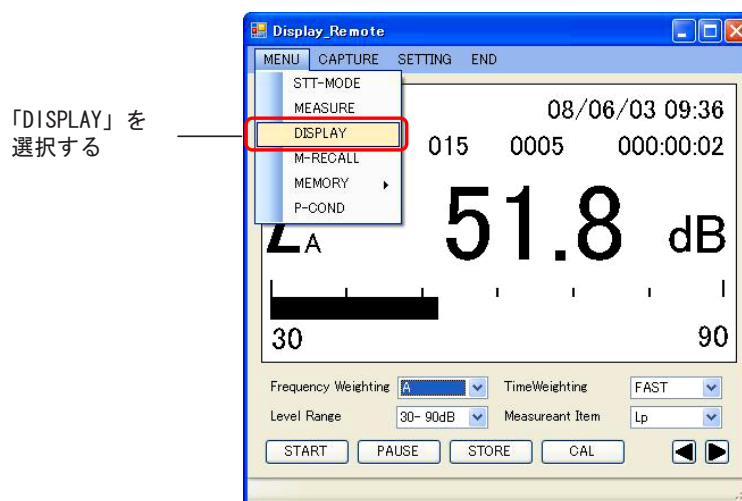 Display_Remote
MENU CAPTURE SETTING END
STT-MODE
MEASURE
DISPLAY
M-RECALL
MEMORY
P-COND
「DISPLAY」を
選択する
08/06/03 09:36
015 0005 000:00:02
LA 51.8 dB
30 90
Frequency Weighting A TimeWeighting FAST
Level Range 30- 90dB Measureant Item Lp
START PAUSE STORE CAL